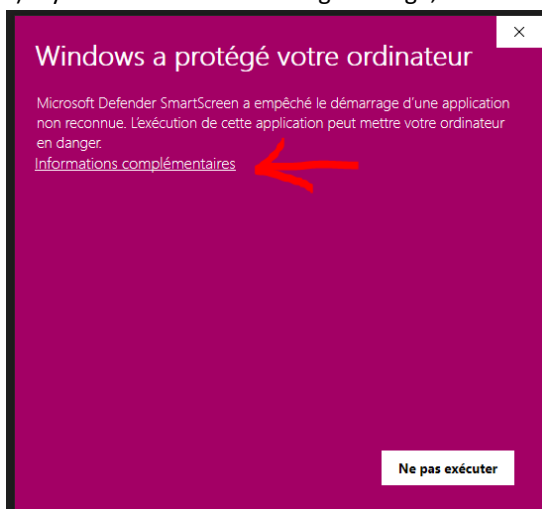 Windows a protégé votre ordinateur
Microsoft Defender SmartScreen a empêché le démarrage d'une application
non reconnue. L'exécution de cette application peut mettre votre ordinateur
en danger.
Informations complémentaires
Ne pas exécuter